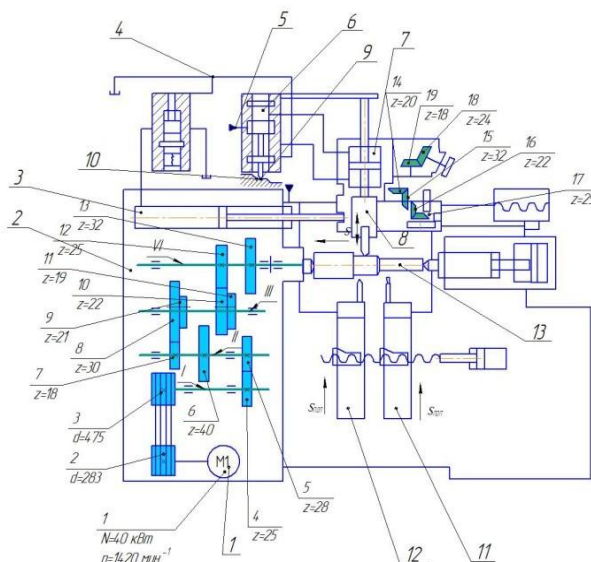 4
5
6
9
7
14
z=20
19
z=18
18
z=24
15
z=32
16
z=22
17
10
3
13
z=32
2
12
z=25
11
z=19
10
z=22
9
z=21
8
z=30
7
z=18
3
d=475
2
d=283
1
N=40 кВт
n=1420 мин⁻¹
VI
III
II
I
6
z=40
M1
1
4
z=25
5
z=28
S
8
13
Sпоп
Sпоп
12
11